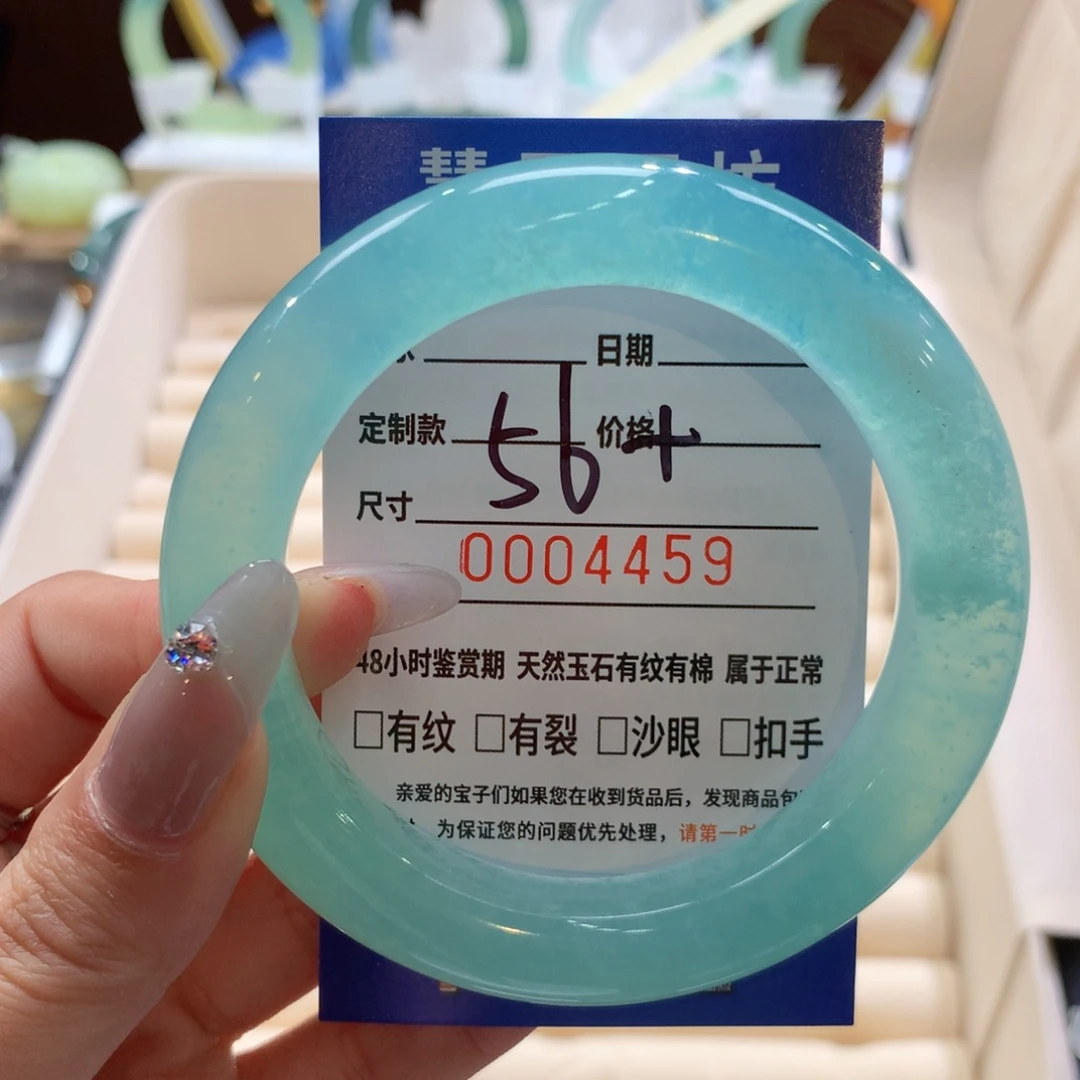 日期
定制款 56+ 价格
尺寸
0004459
48小时鉴赏期 天然玉石有纹有棉 属于正常
□有纹 □有裂 □沙眼 □扣手
亲爱的宝子们如果您在收到货品后，发现商品包
为保证您的问题优先处理，请第一时